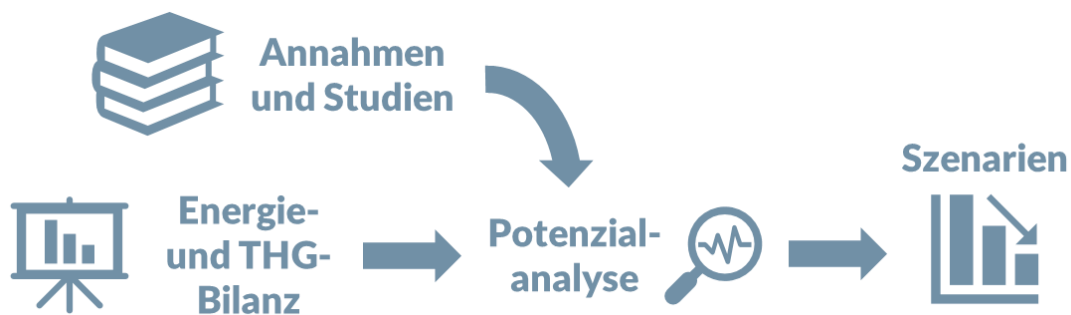 Annahmen
und Studien
Energie-
und THG-
Bilanz
Potenzial-
analyse
Szenarien